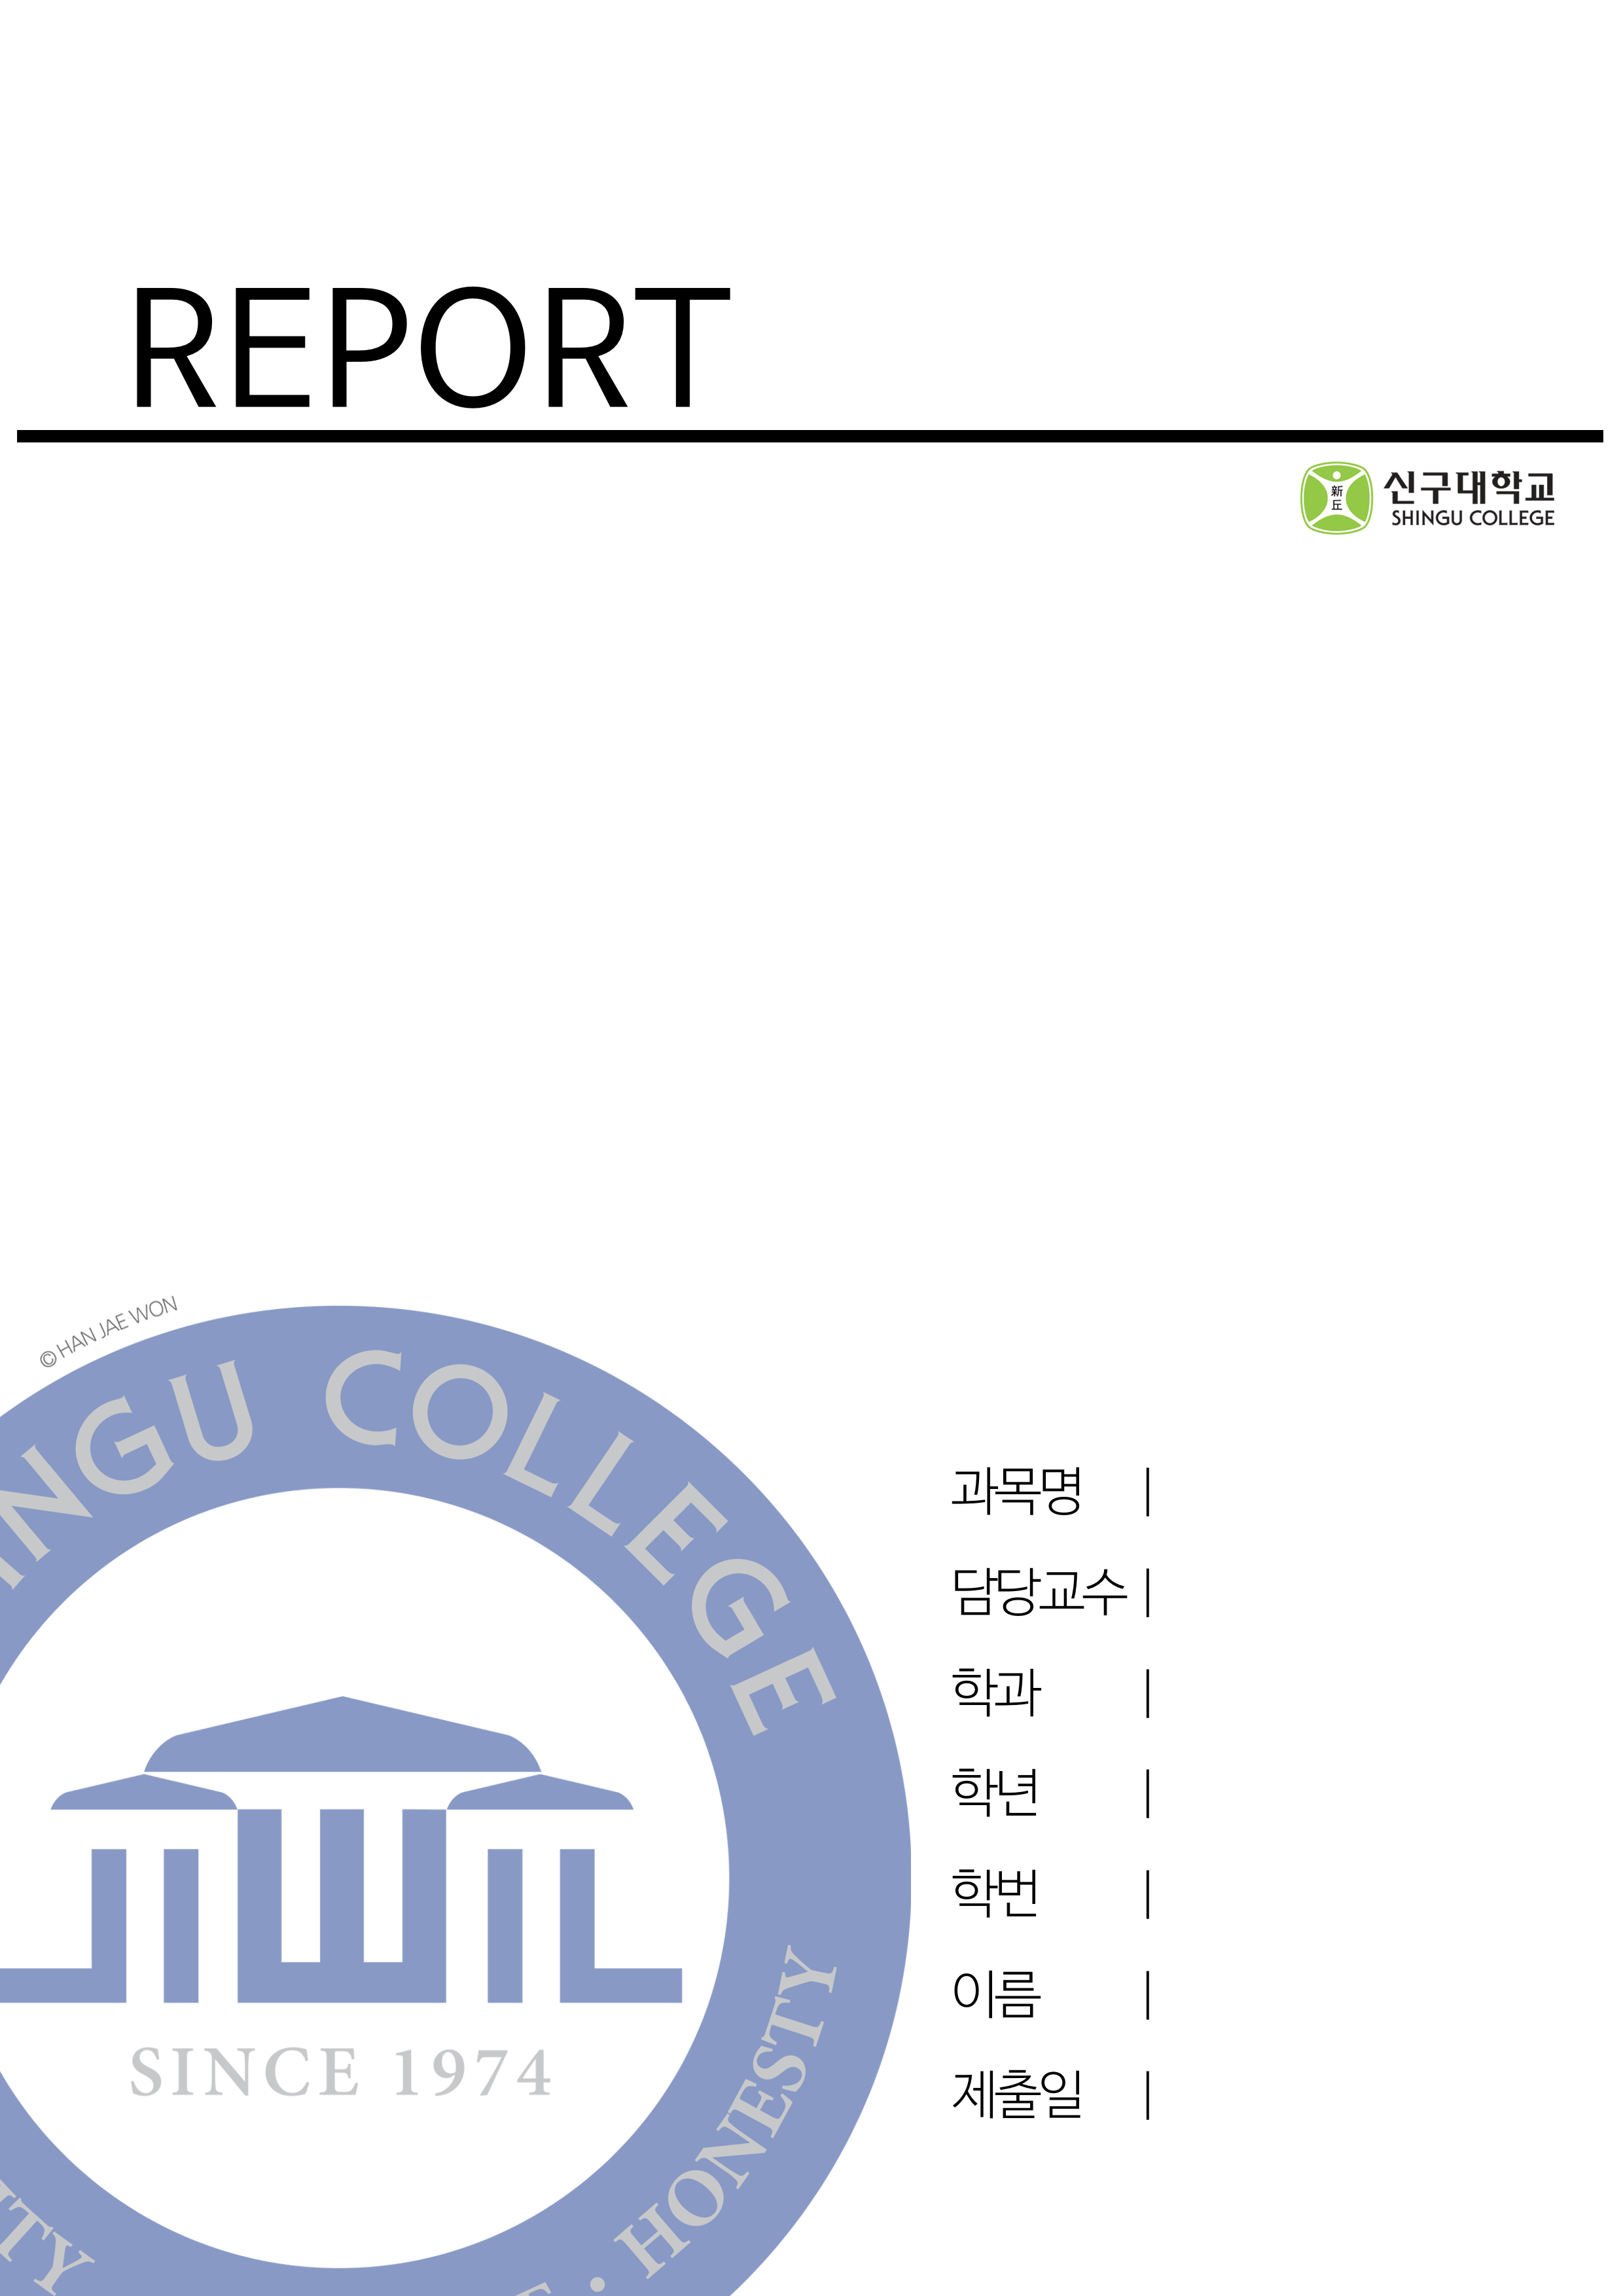 REPORT
新
丘
신구대학교
SHINGU COLLEGE
© HAN JAE WON
NGU COLLEGE
SINCE 1974
TY
· HONESTY
과목명 |
담당교수 |
학과 |
학년 |
학번 |
이름 |
제출일 |